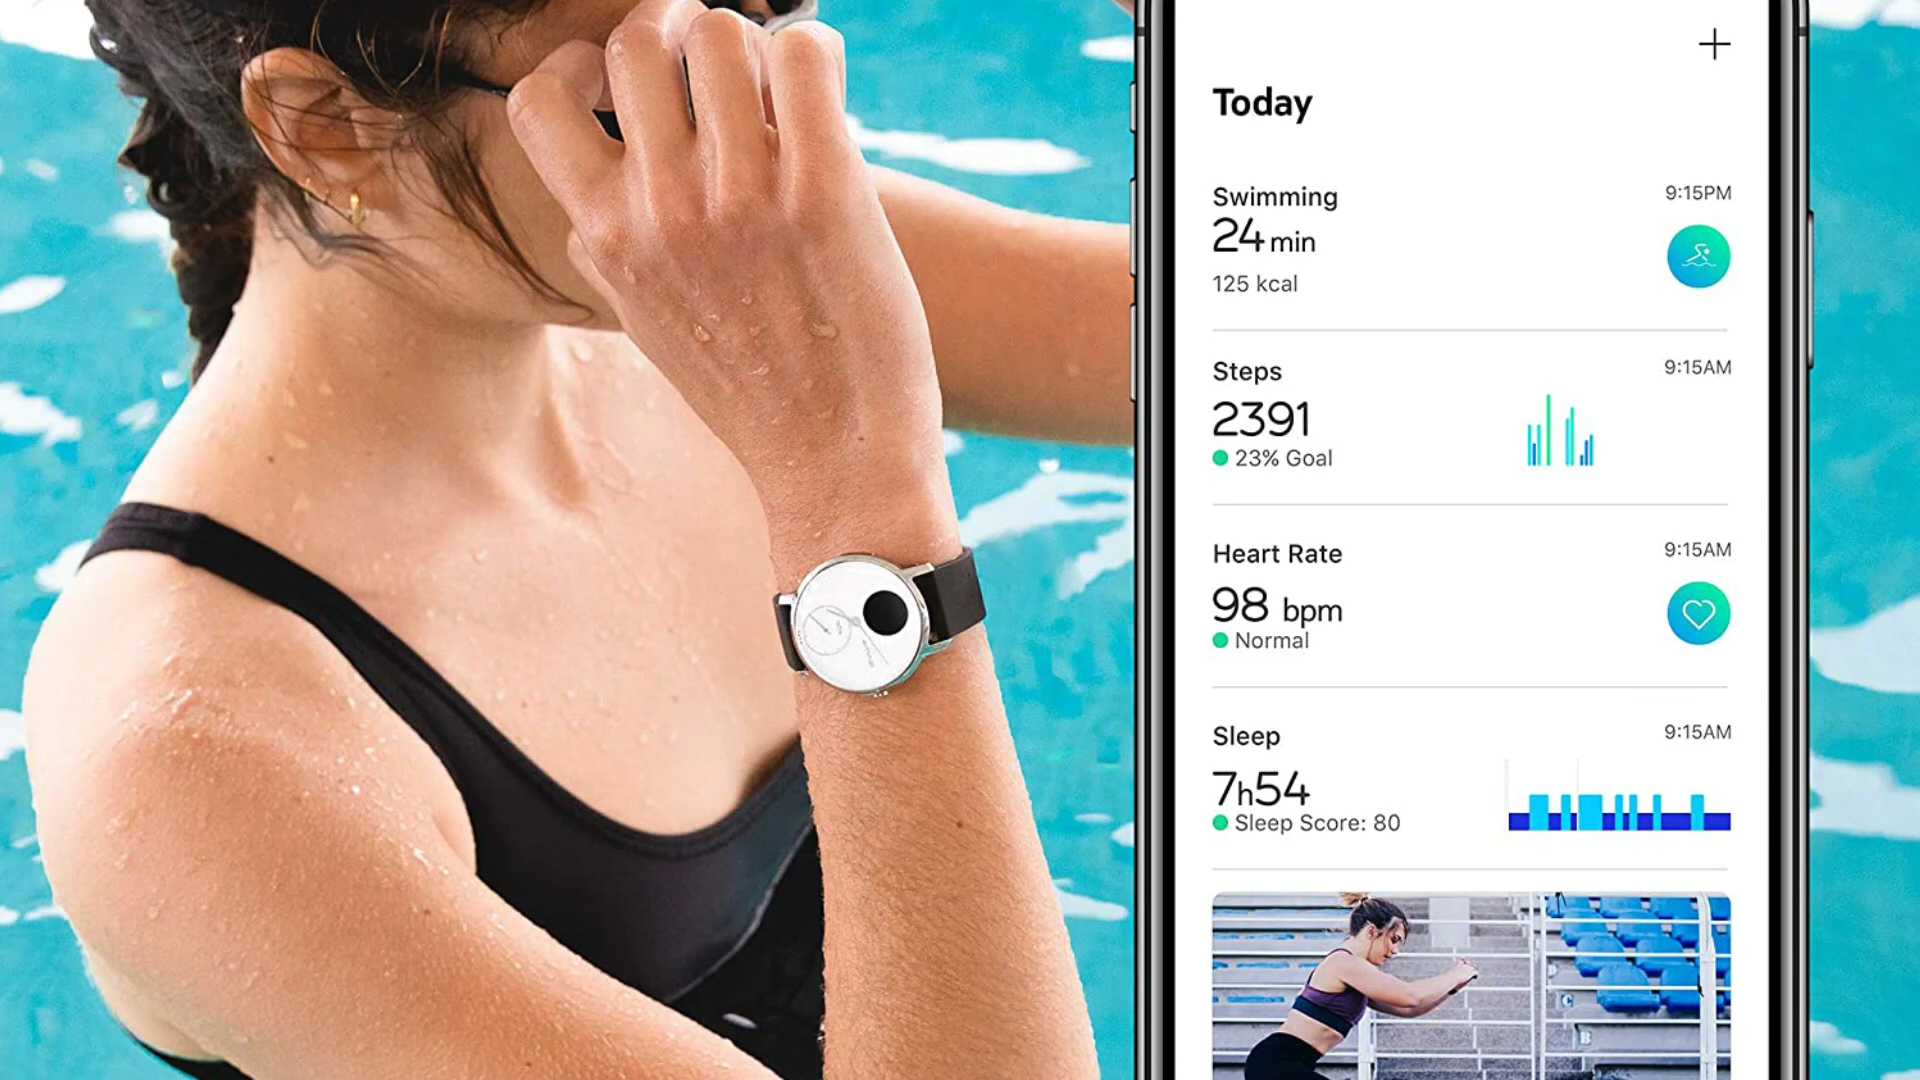 Today
Swimming
9:15PM
24 min
125 kcal
Steps
9:15AM
2391
23% Goal
Heart Rate
9:15AM
98 bpm
Normal
Sleep
9:15AM
7h54
Sleep Score: 80
C
B